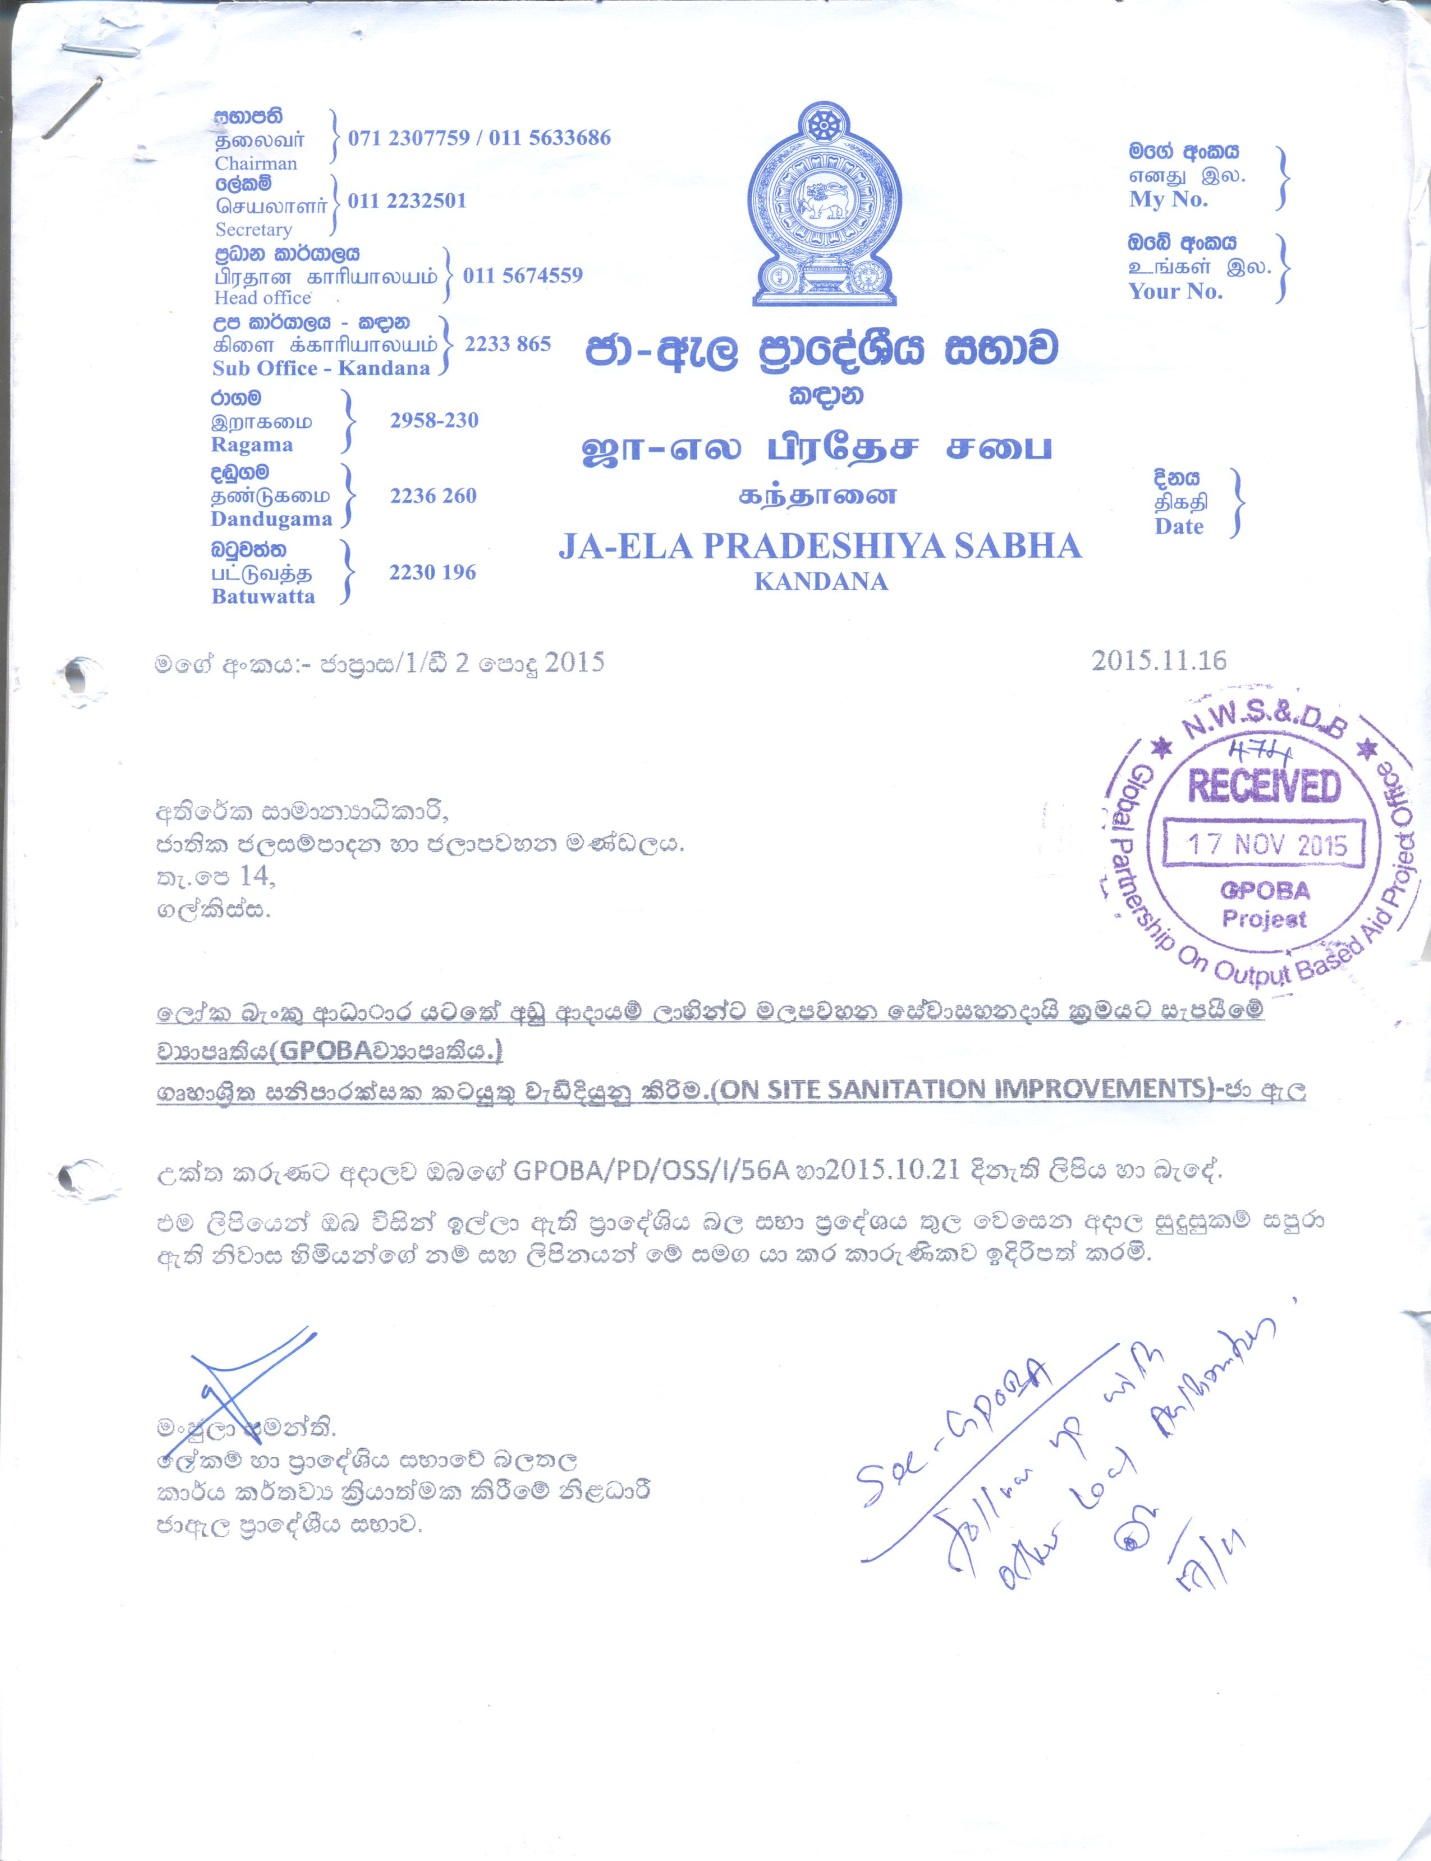 සභාපති
தலைவர்
Chairman
071 2307759 / 011 5633686
ලේකම්
செயலாளர்
Secretary
011 2232501
ප්‍රධාන කාර්යාලය
பிரதான காரியாலயம்
Head office
011 5674559
උප කාර්යාලය - කඳාන
கிளை க்காரியாலயம்
Sub Office - Kandana
2233 865
රාගම
இறாகமை
Ragama
2958-230
දඬුගම
தண்டுகமை
Dandugama
2236 260
බටුවත්ත
பட்டுவத்த
Batuwatta
2230 196
ජා-ඇල ප්‍රාදේශීය සභාව
කඳාන
ஜா-எல பிரதேச சபை
கந்தானை
JA-ELA PRADESHIYA SABHA
KANDANA
මගේ අංකය
எனது இல.
My No.
ඔබේ අංකය
உங்கள் இல.
Your No.
දිනය
திகதி
Date
මගේ අංකය:- ජාප්‍රාස/1/ඩී 2 පොදු 2015
2015.11.16
N.W.S.&.D.B
474
RECEIVED
17 NOV 2015
GPOBA
Project
Global Partnership On Output Based Aid Project Office
අතිරේක සාමාන්‍යාධිකාරි,
ජාතික ජලසම්පාදන හා ජලාපවහන මණ්ඩලය.
තැ.පෙ 14,
ගල්කිස්ස.
ලෝක බැංකු ආධාාර යටතේ අඩු ආදායම් ලාභීන්ට මලපවහන සේවාසහනදායි ක්‍රමයට සැපයීමේ
ව්‍යාපෘතිය(GPOBAව්‍යාපෘතිය.)
ගෘහාශ්‍රිත සනිපාරක්සක කටයුතු වැඩිදියුනු කිරිම.(ON SITE SANITATION IMPROVEMENTS)-ජා ඇල
උක්ත කරුණට අදාලව ඔබගේ GPOBA/PD/OSS/I/56A හා2015.10.21 දිනැති ලිපිය හා බැදේ.
එම ලිපියෙන් ඔබ විසින් ඉල්ලා ඇති ප්‍රාදේශිය බල සභා ප්‍රදේශය තුල වෙසෙන අදාල සුදුසුකම් සපුරා
ඇති නිවාස හිමියන්ගේ නම් සහ ලිපිනයන් මේ සමග යා කර කාරුණිකව ඉදිරිපත් කරමි.
මංජුලා සමන්ති.
ලේකම් හා ප්‍රාදේශිය සභාවේ බලතල
කාර්ය කර්තව්‍ය ක්‍රියාත්මක කිරීමේ නිළධාරී
ජාඇල ප්‍රාදේශීය සභාව.
Soc - GPOBA
follow up with
other Local Authorities
17/11